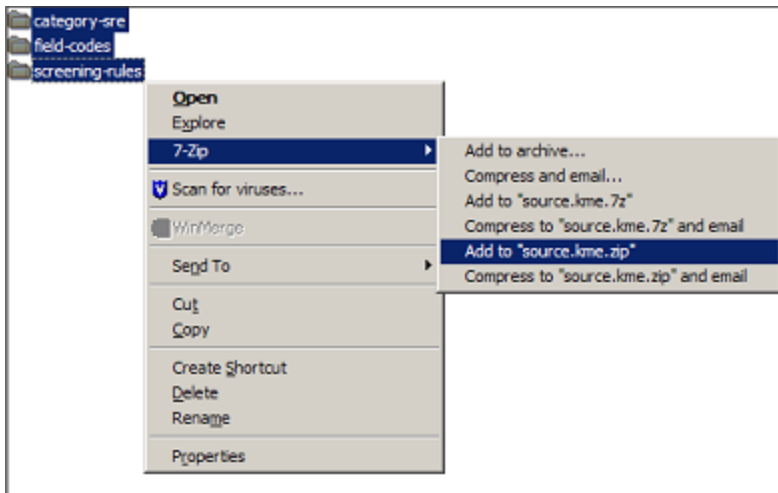 category-sre
field-codes
screening-rules
Open
Explore
7-Zip
Scan for viruses...
WinMerge
Send To
Cut
Copy
Create Shortcut
Delete
Rename
Properties
Add to archive...
Compress and email...
Add to "source.kme.7z"
Compress to "source.kme.7z" and email
Add to "source.kme.zip"
Compress to "source.kme.zip" and email